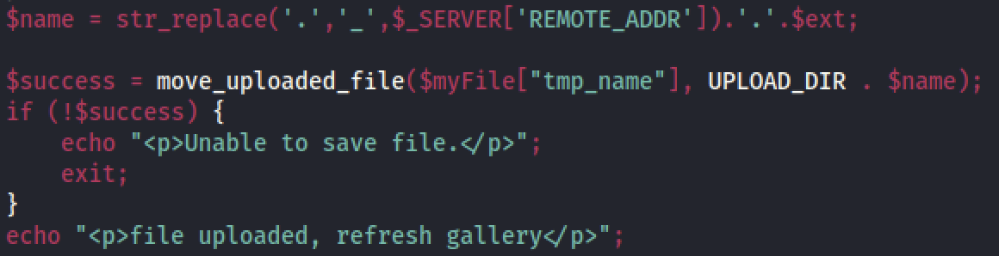 $name = str_replace('.','_',$_SERVER['REMOTE_ADDR']).'.'.$ext;

$success = move_uploaded_file($myFile["tmp_name"], UPLOAD_DIR . $name);
if (!$success) {
    echo "<p>Unable to save file.</p>";
    exit;
}
echo "<p>file uploaded, refresh gallery</p>";